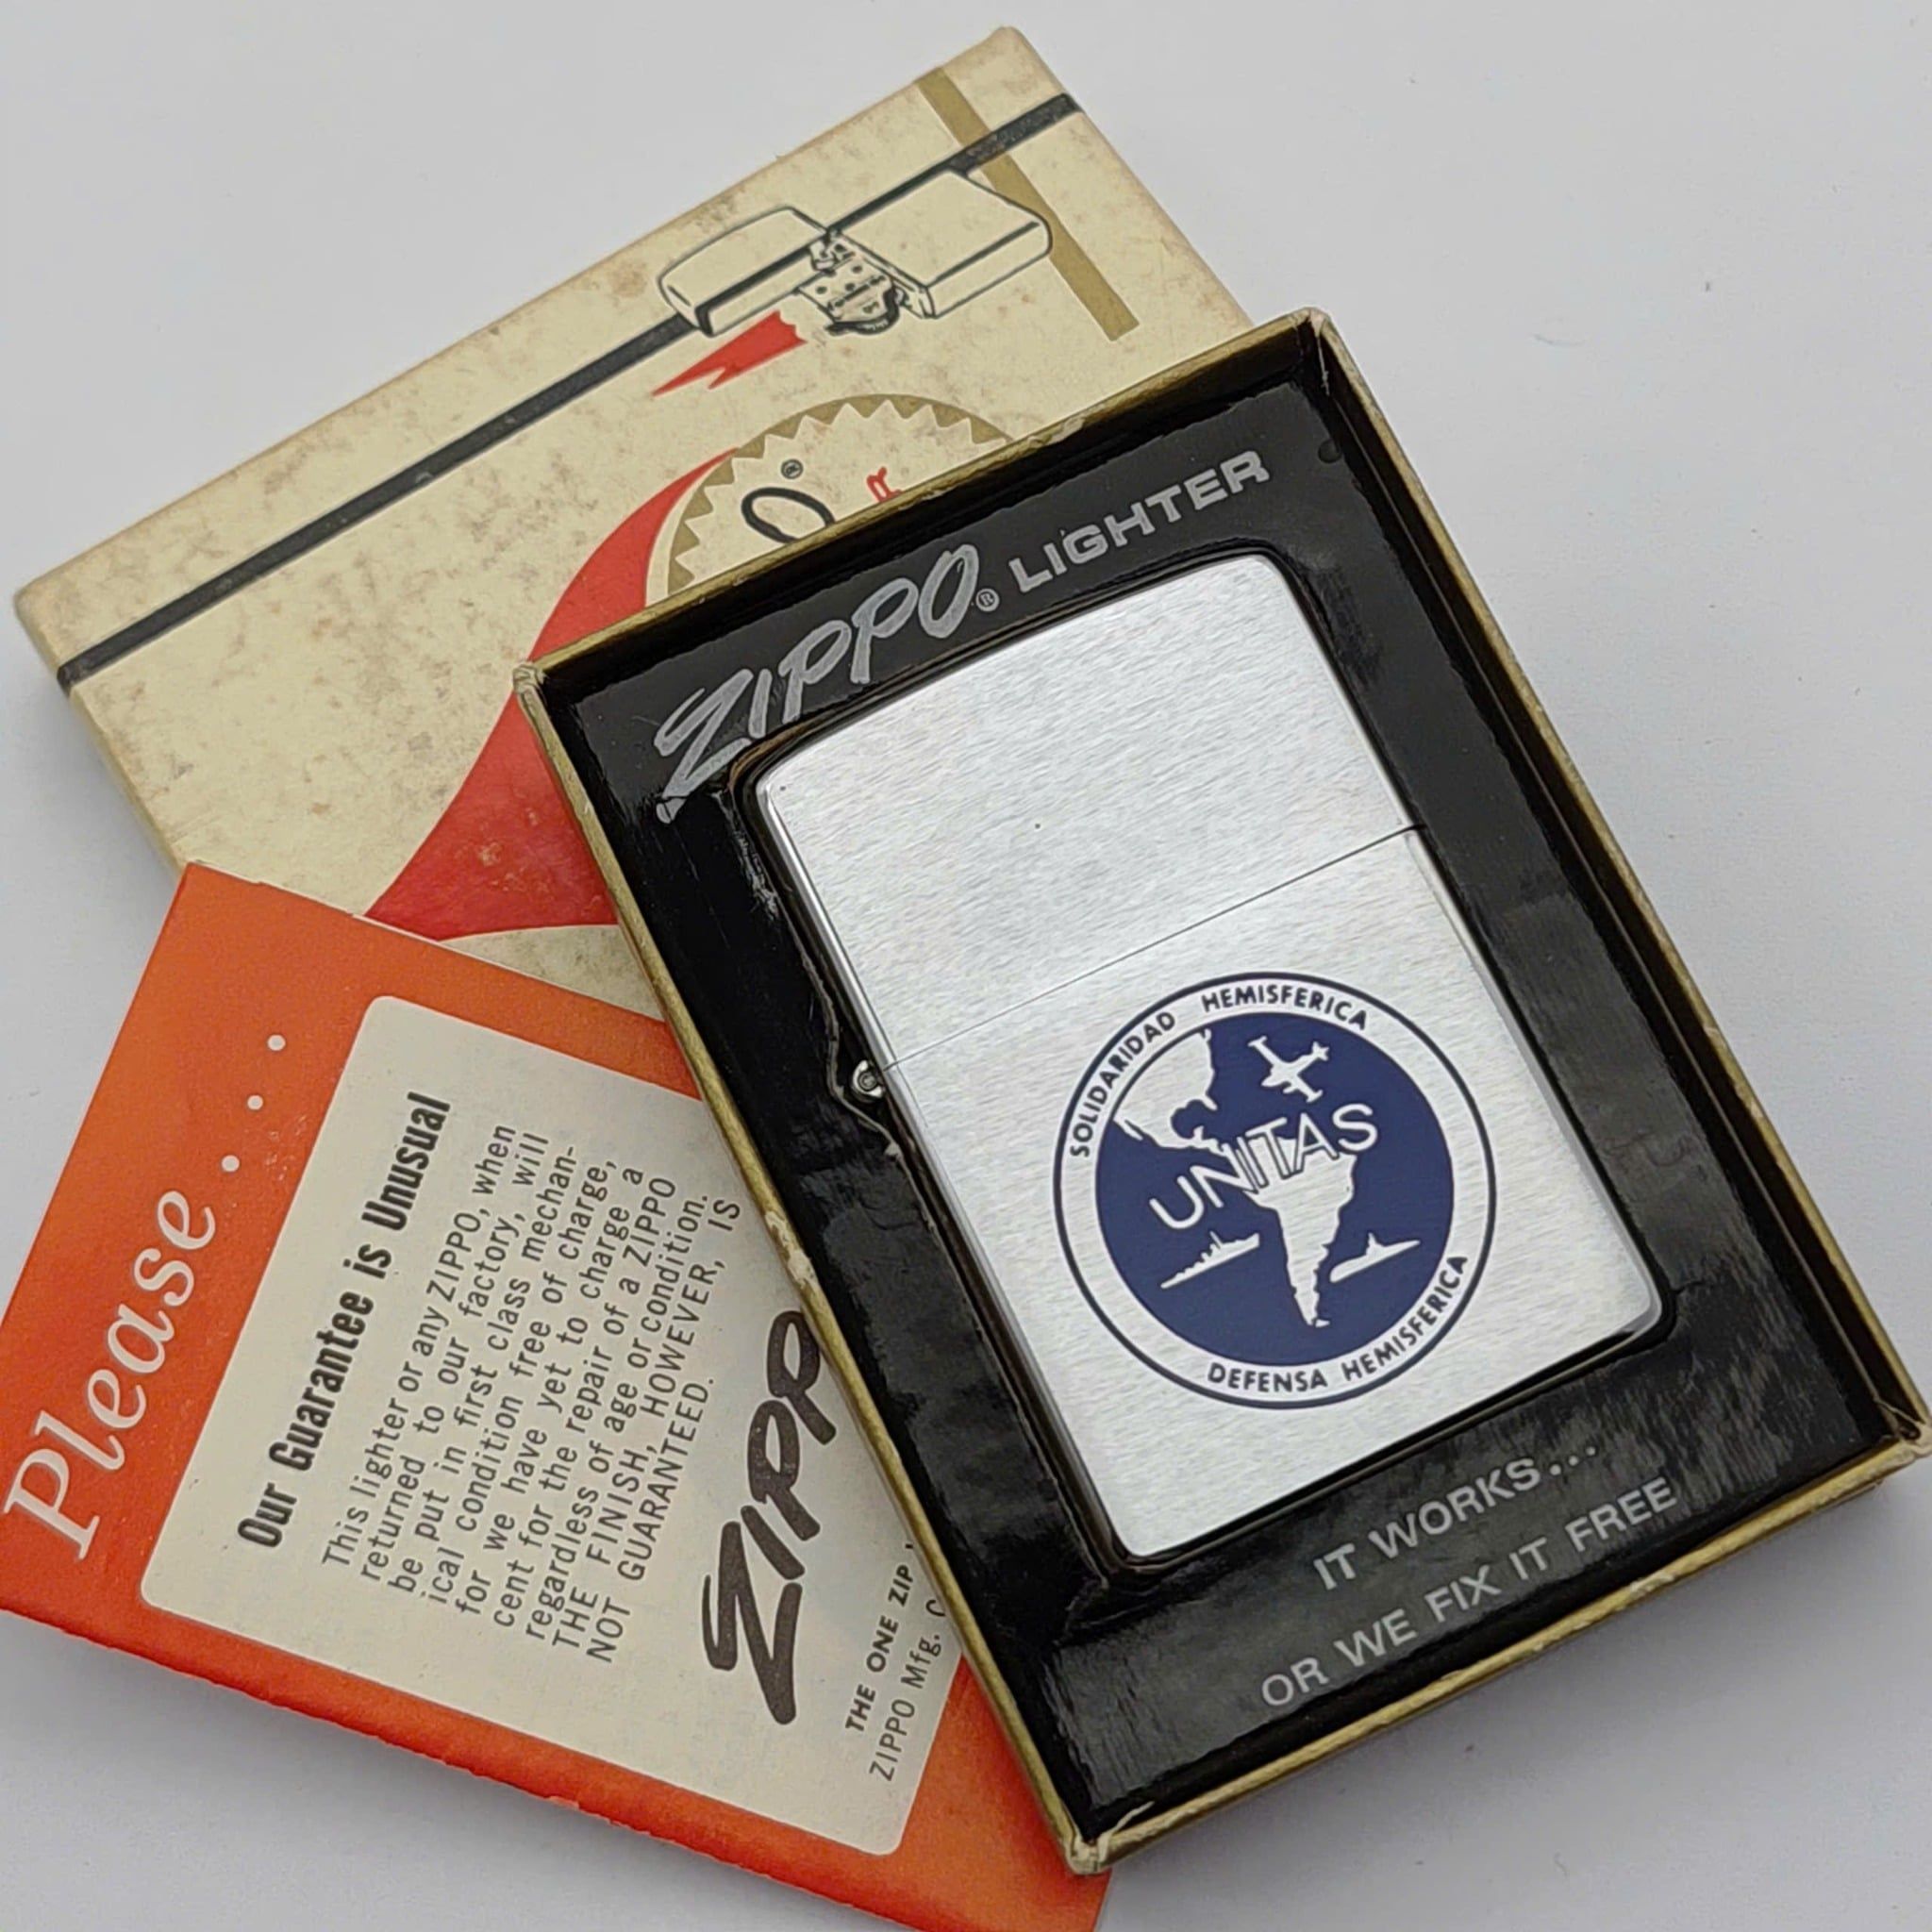 ZIPPO® LIGHTER
SOLIDARIDAD HEMISFERICA
UNITAS
DEFENSA HEMISFERICA
IT WORKS...
OR WE FIX IT FREE
Please....
Our Guarantee is Unusual
This lighter or any ZIPPO, when
returned to our factory, will
be put in first class mechan-
ical condition free of charge,
for we have yet to charge a
cent for the repair of a ZIPPO
regardless of age or condition.
THE FINISH, HOWEVER, IS
NOT GUARANTEED.
ZIPP
THE ONE ZIP
ZIPPO Mfg. C